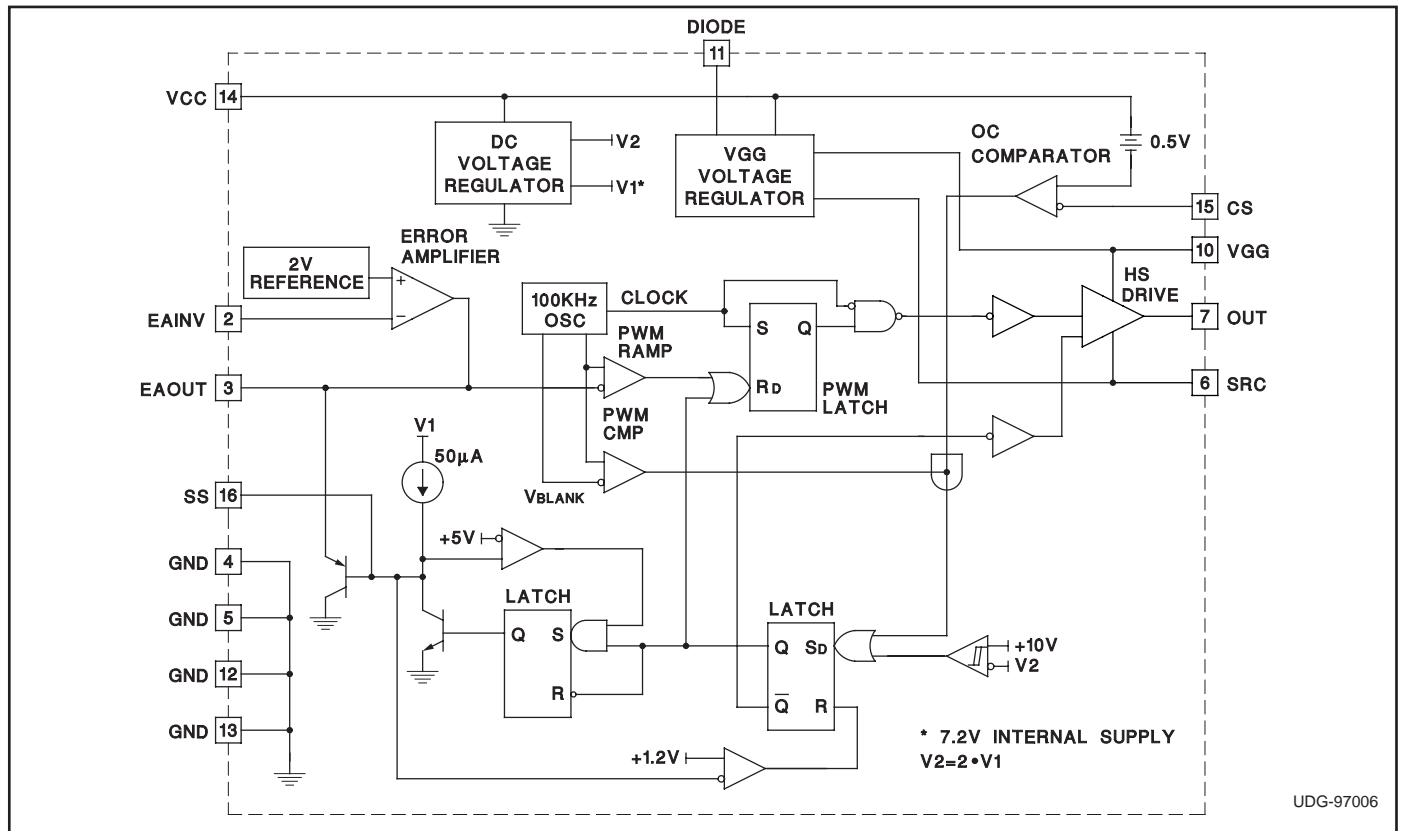 DIODE
11
VCC 14
DC
VOLTAGE
REGULATOR
V2
V1*
VGG
VOLTAGE
REGULATOR
OC
COMPARATOR
0.5V
15 CS
10 VGG
ERROR
AMPLIFIER
2V
REFERENCE
+
−
EAINV 2
100KHz
OSC
CLOCK
S Q
RD
PWM
LATCH
HS
DRIVE
7 OUT
6 SRC
EAOUT 3
PWM
RAMP
PWM
CMP
VBLANK
V1
50µA
SS 16
+5V
GND 4
GND 5
GND 12
GND 13
LATCH
Q S
R
LATCH
Q SD
Q R
+10V
V2
+1.2V
* 7.2V INTERNAL SUPPLY
V2=2•V1
UDG-97006